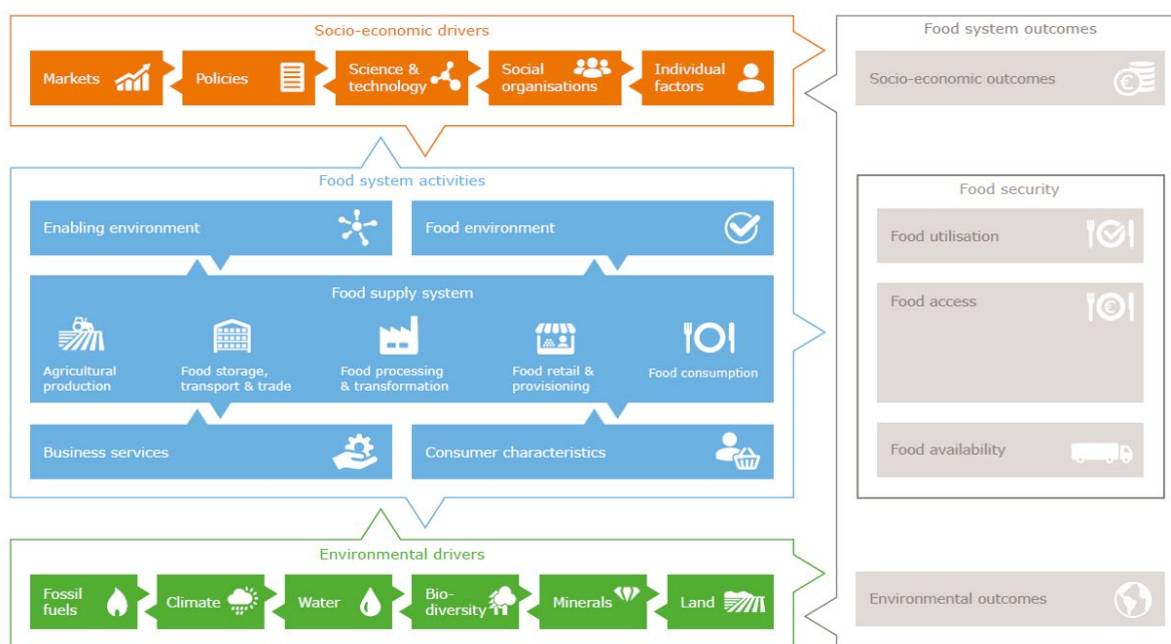 Socio-economic drivers
Markets
Policies
Science &
technology
Social
organisations
Individual
factors
Food system activities
Enabling environment
Food environment
Food supply system
Agricultural
production
Food storage,
transport & trade
Food processing
& transformation
Food retail &
provisioning
Food consumption
Business services
Consumer characteristics
Environmental drivers
Fossil
fuels
Climate
Water
Bio-
diversity
Minerals
Land
Food system outcomes
Socio-economic outcomes
€
Food security
Food utilisation
Food access
€
Food availability
Environmental outcomes